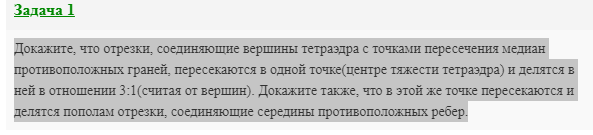 Задача 1
Докажите, что отрезки, соединяющие вершины тетраэдра с точками пересечения медиан
противоположных граней, пересекаются в одной точке(центре тяжести тетраэдра) и делятся в
ней в отношении 3:1(считая от вершин). Докажите также, что в этой же точке пересекаются и
делятся пополам отрезки, соединяющие середины противоположных ребер.